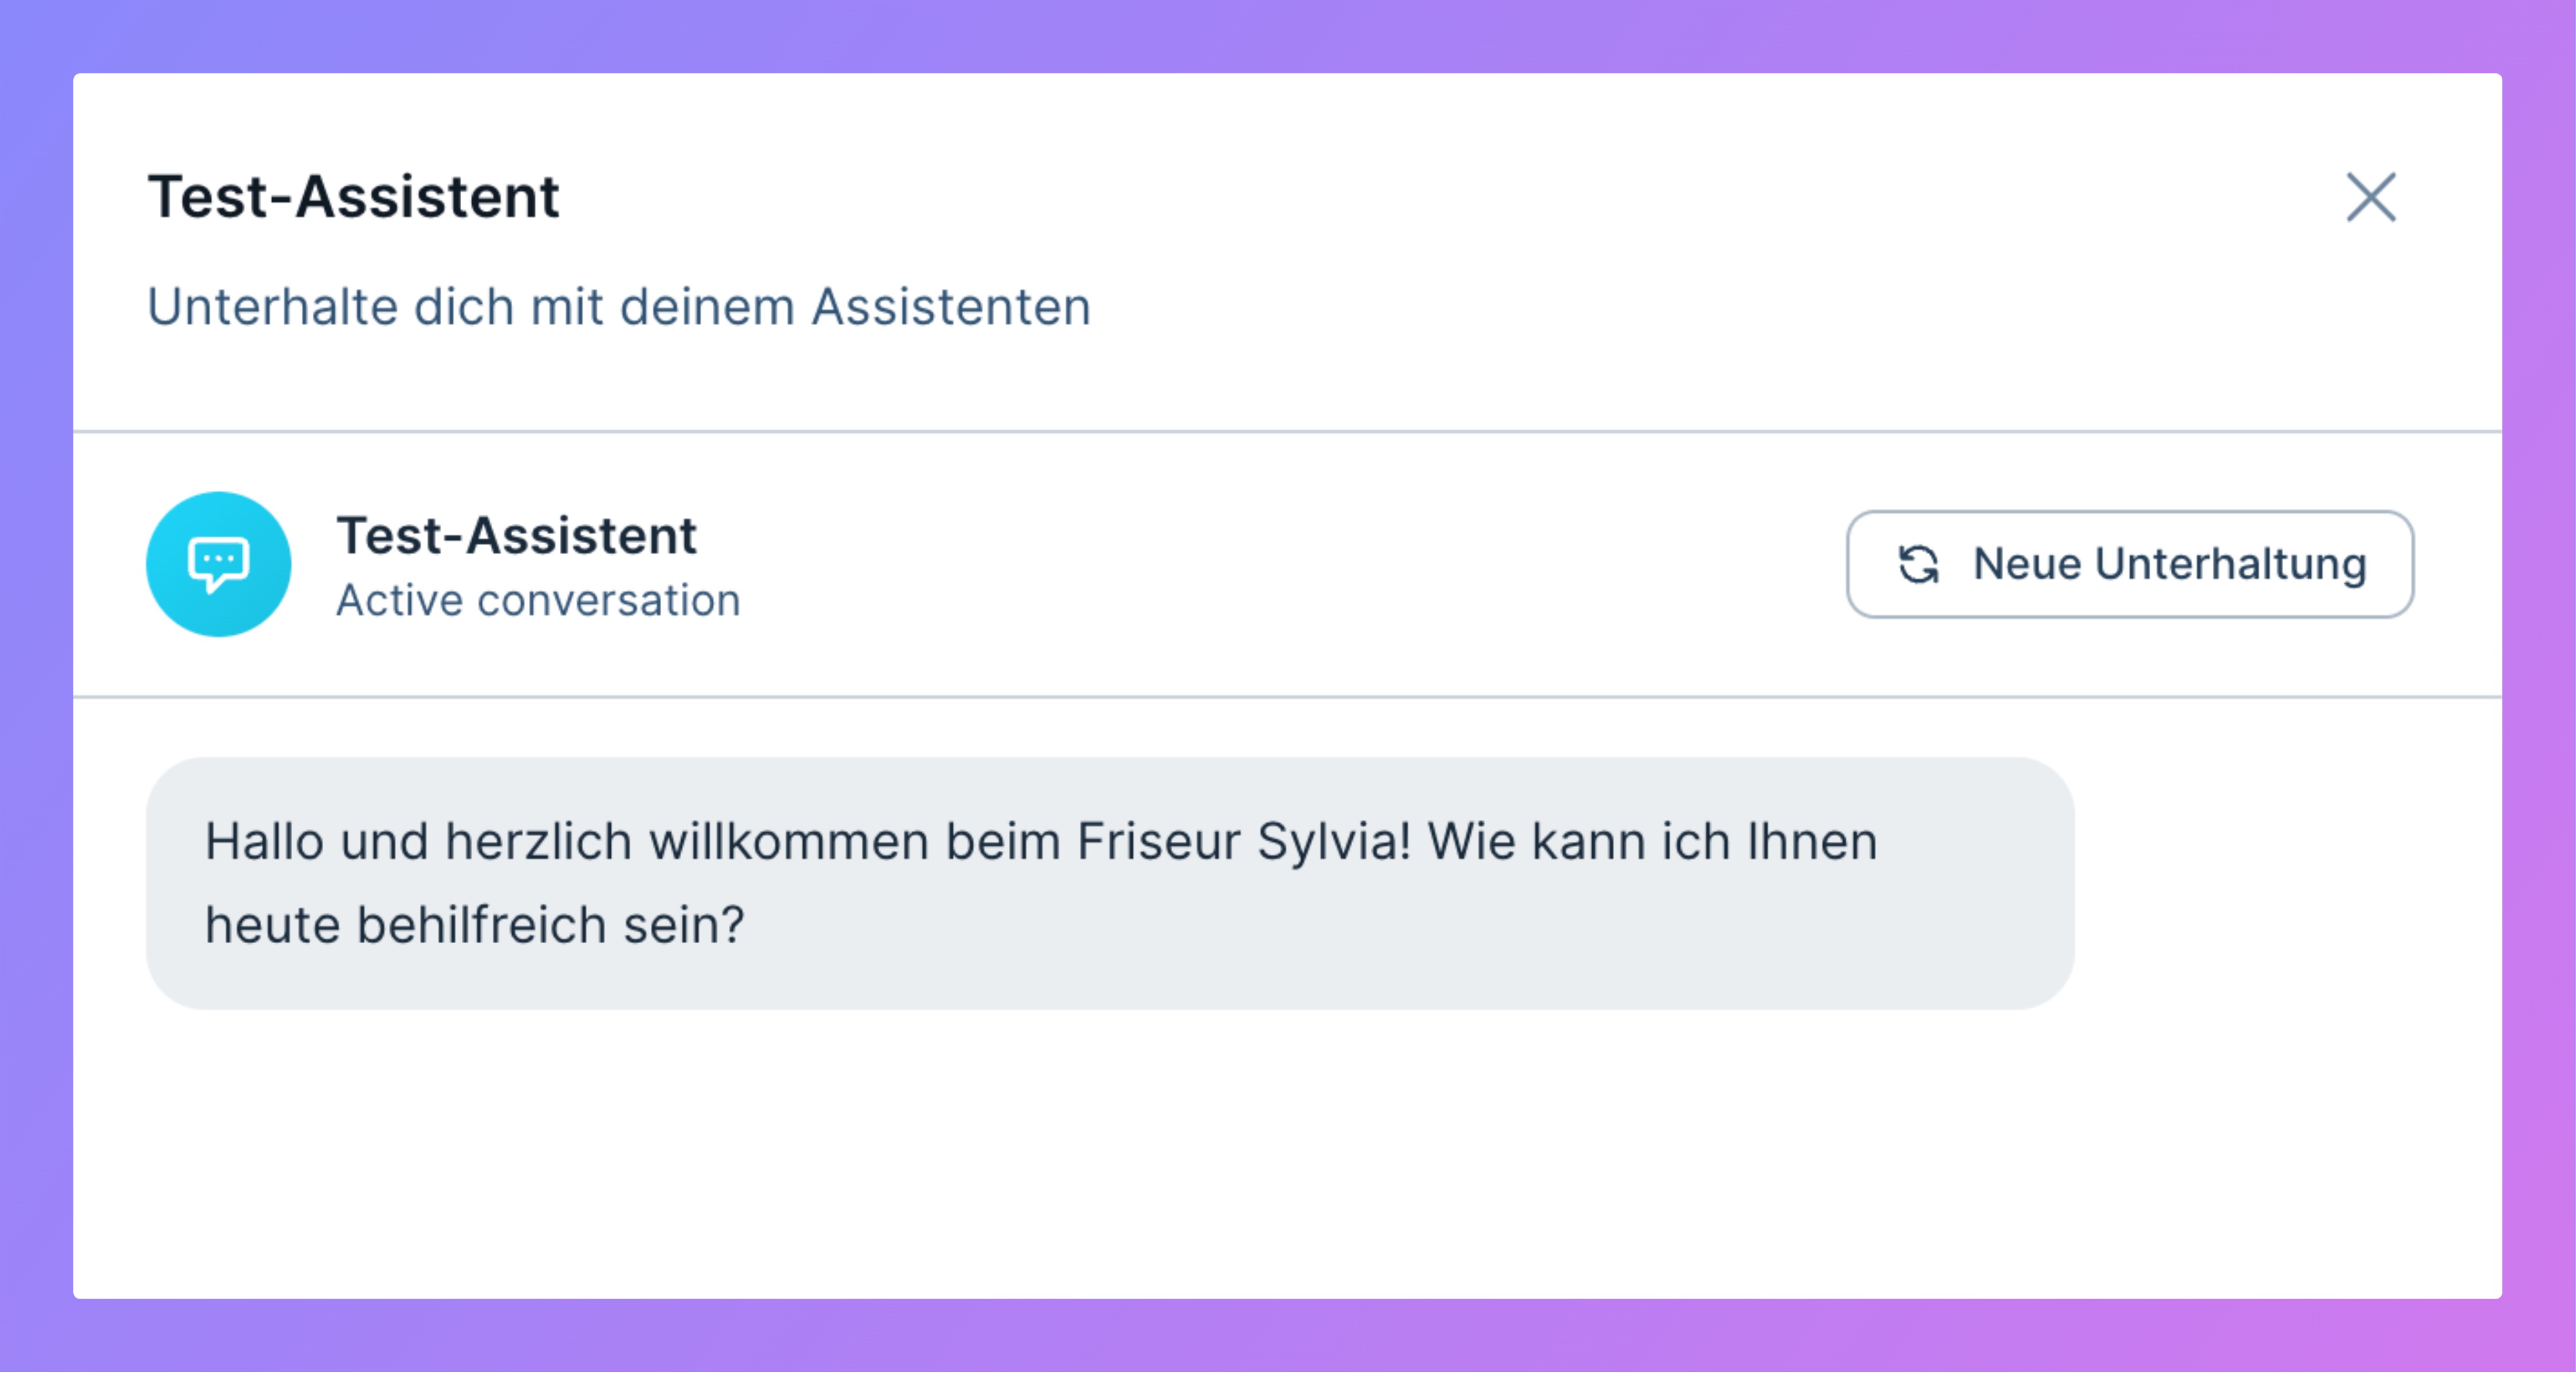 Test-Assistent
Unterhalte dich mit deinem Assistenten
Test-Assistent
Active conversation
Neue Unterhaltung
Hallo und herzlich willkommen beim Friseur Sylvia! Wie kann ich Ihnen
heute behilfreich sein?